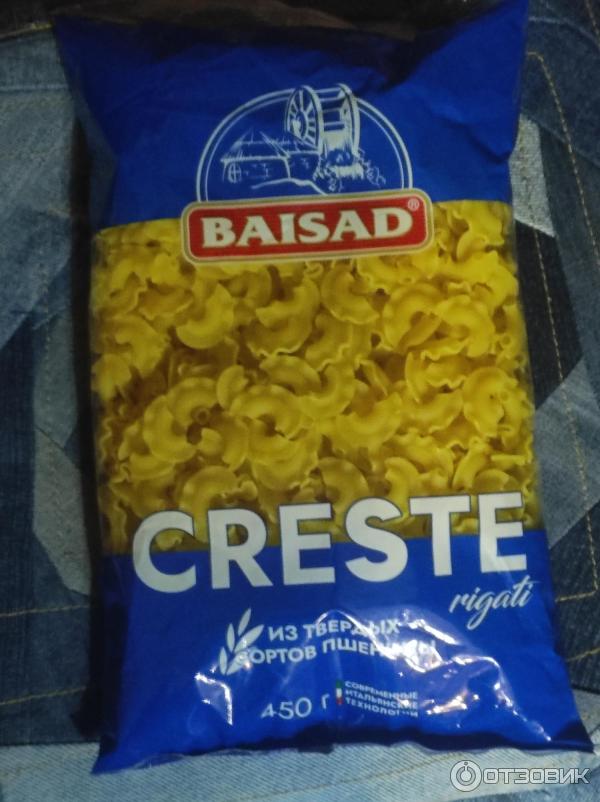 BAISAD®
CRESTE
rigati
ИЗ ТВЕРДЫХ
СОРТОВ ПШЕНИЦЫ
450 Г
СОВРЕМЕННЫЕ
ИТАЛЬЯНСКИЕ
ТЕХНОЛОГИИ
ОТЗОВИК